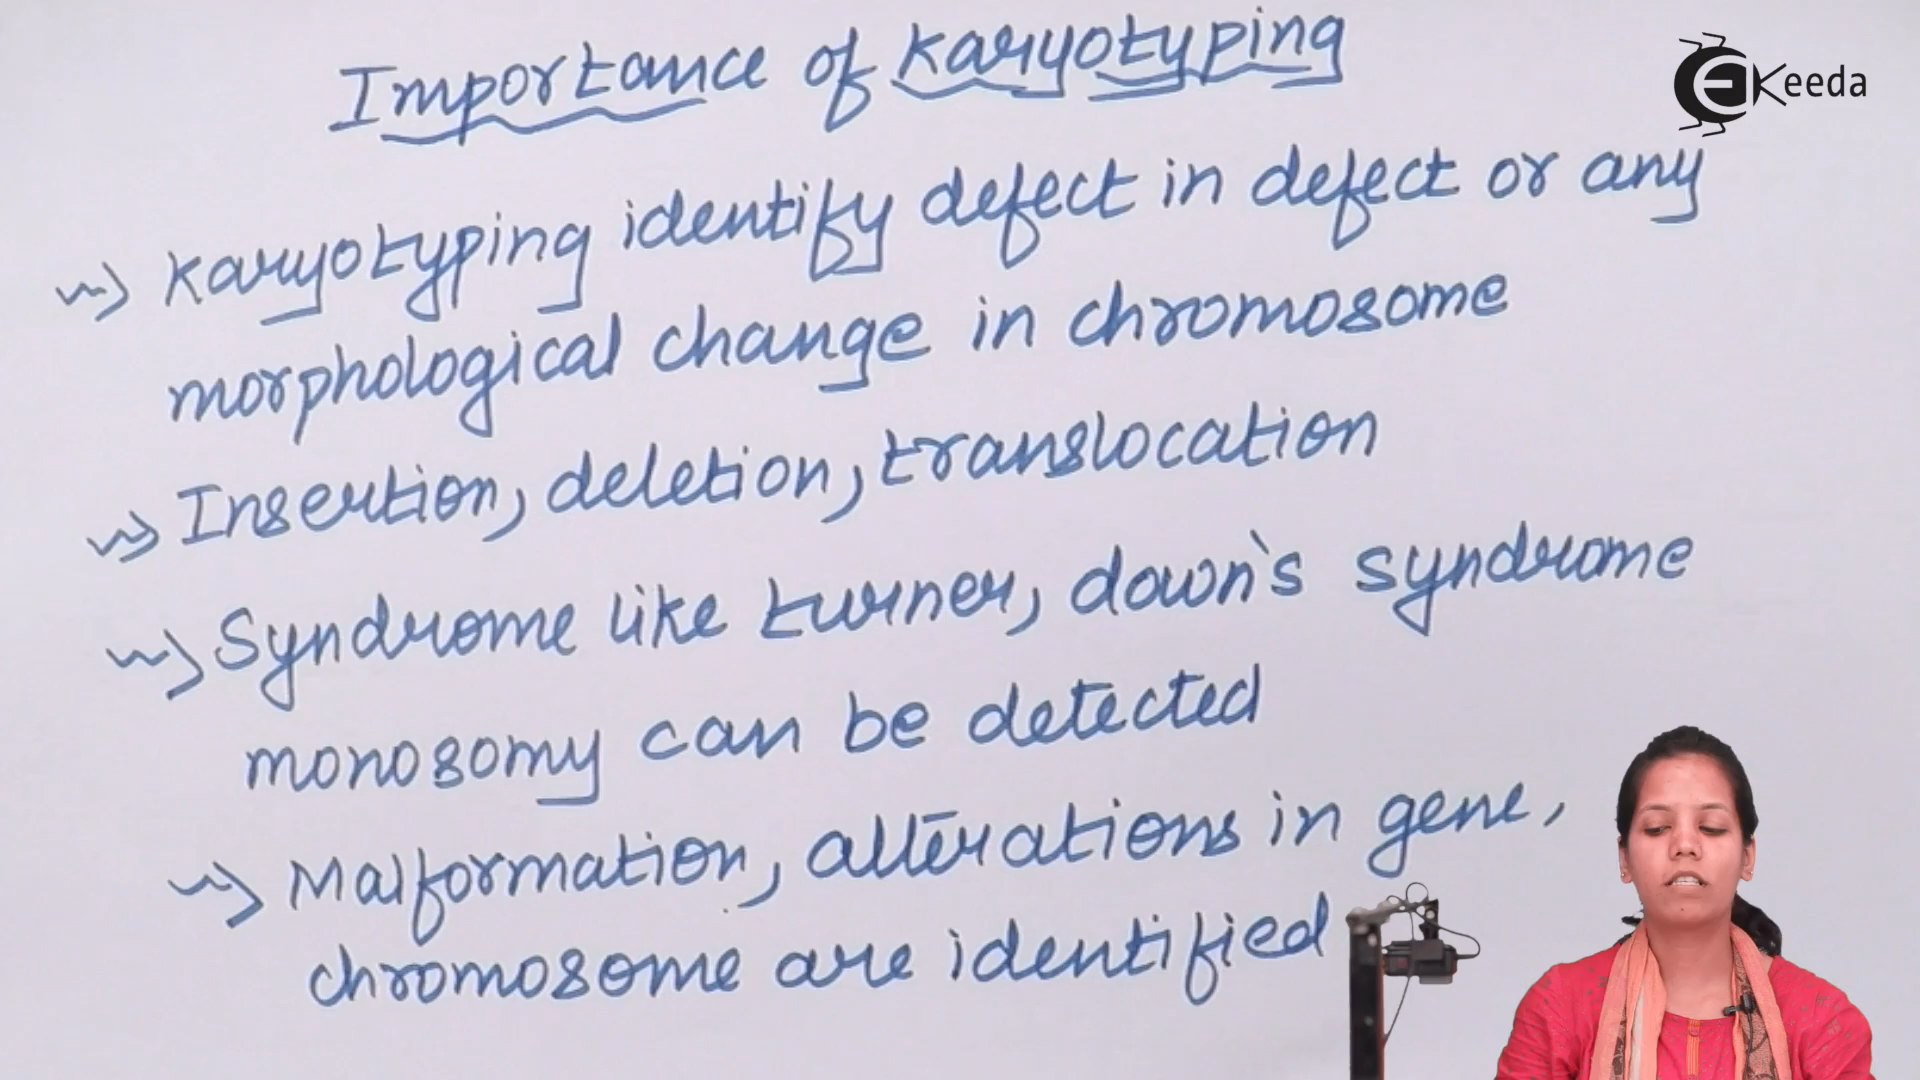 Importance of Karyotyping
EKeeda
Karyotyping identify defect in defect or any
morphological change in chromosome
Insertion, deletion, translocation
Syndrome like turner, down's syndrome
monosomy can be detected
Malformation, alterations in gene,
chromosome are identified